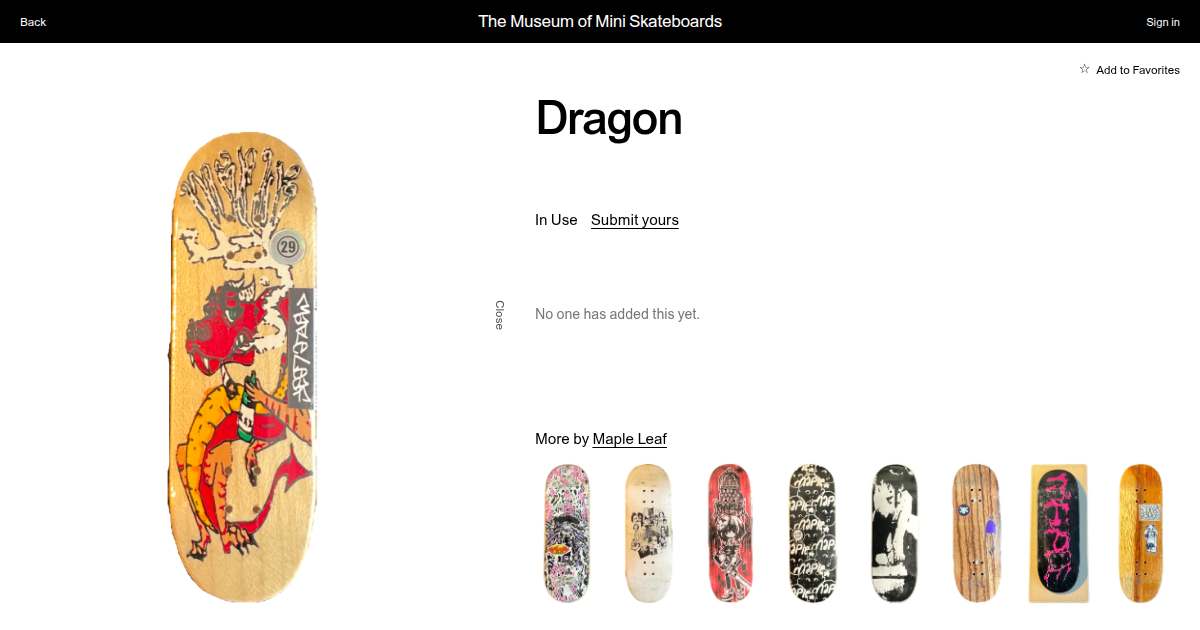 Back
The Museum of Mini Skateboards
Sign in
☆ Add to Favorites
Dragon
In Use Submit yours
29
Close
No one has added this yet.
More by Maple Leaf